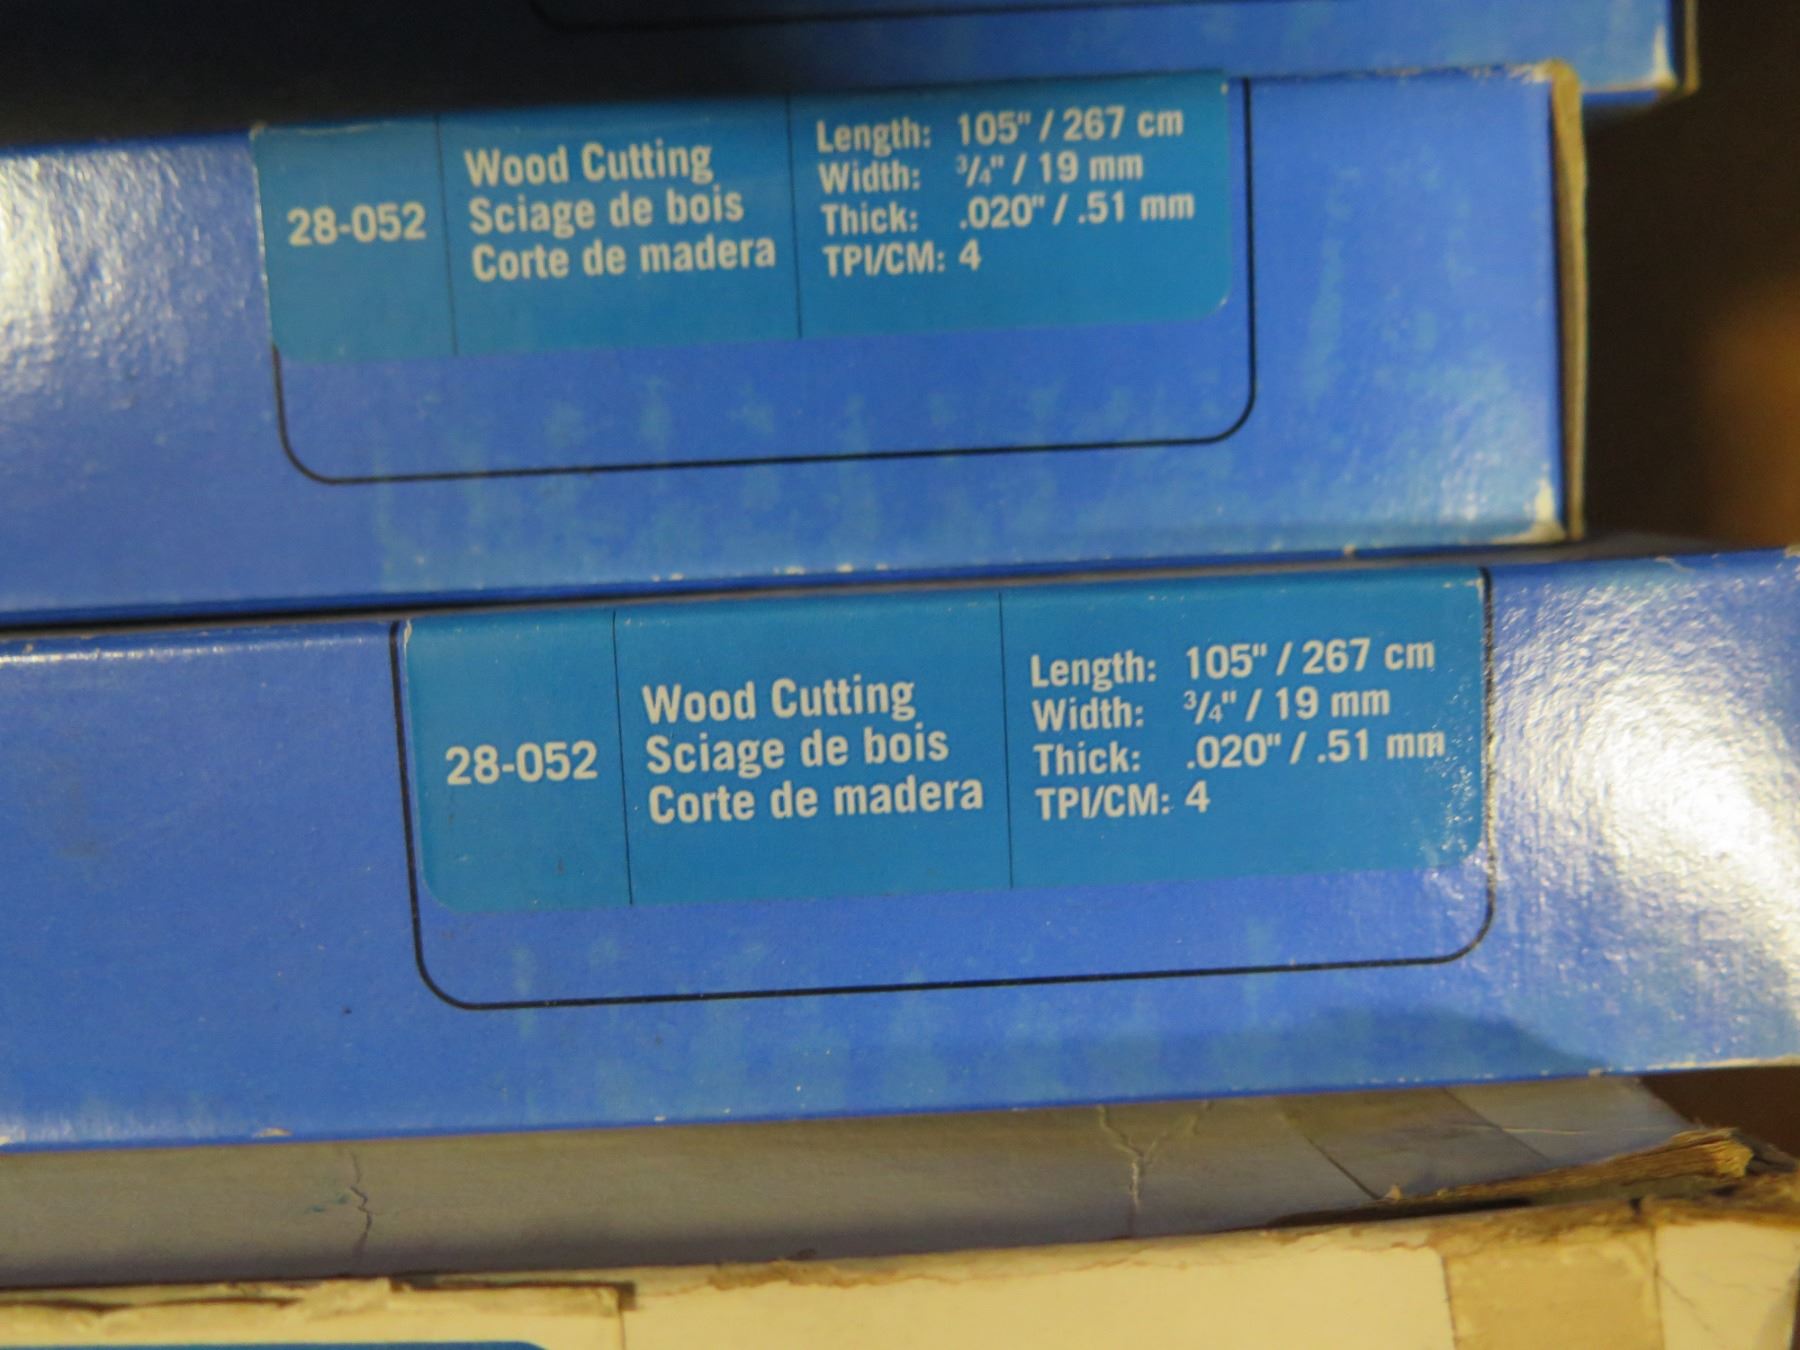 28-052
Wood Cutting
Sciage de bois
Corte de madera
Length: 105" / 267 cm
Width: 3/4" / 19 mm
Thick: .020" / .51 mm
TPI/CM: 4
28-052
Wood Cutting
Sciage de bois
Corte de madera
Length: 105" / 267 cm
Width: 3/4" / 19 mm
Thick: .020" / .51 mm
TPI/CM: 4